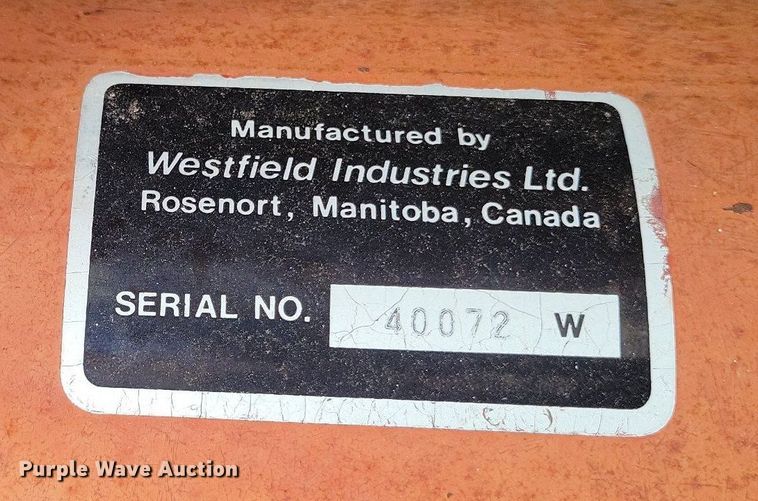 Manufactured by
Westfield Industries Ltd.
Rosenort, Manitoba, Canada
SERIAL NO. 40072 W
Purple Wave Auction